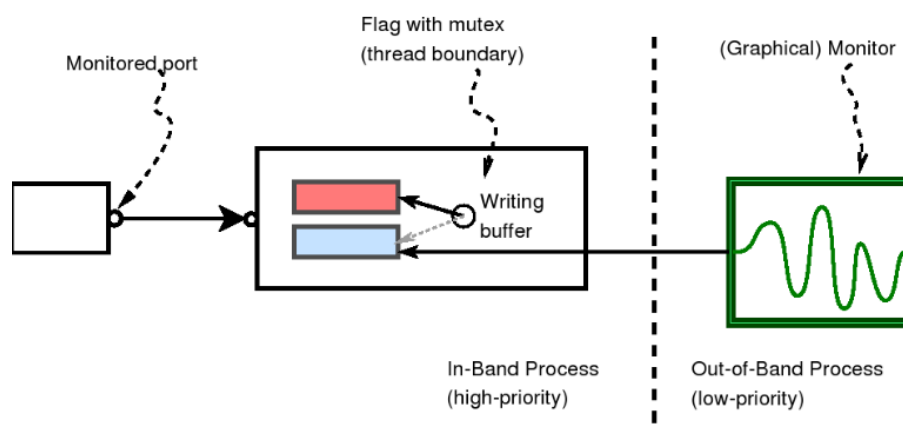 Flag with mutex
(thread boundary)
(Graphical) Monitor
Monitored port
Writing
buffer
In-Band Process
(high-priority)
Out-of-Band Process
(low-priority)